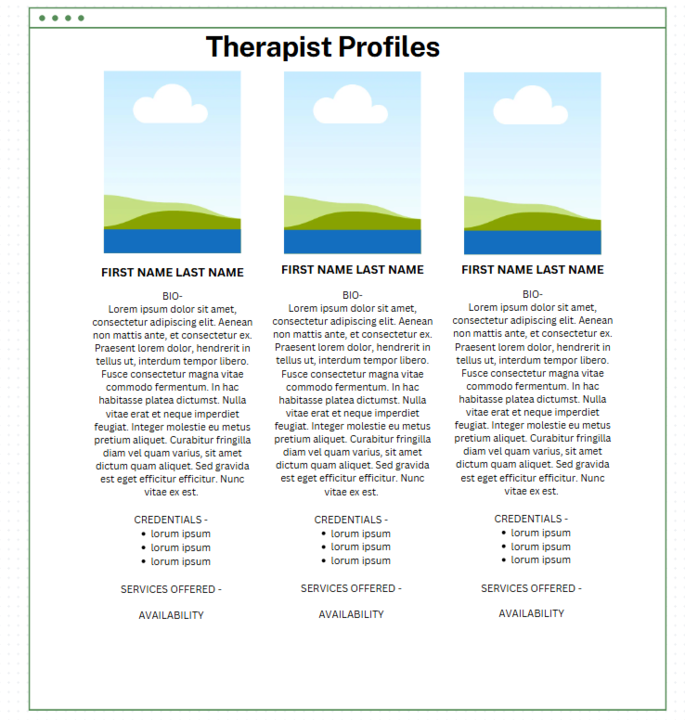 Therapist Profiles
FIRST NAME LAST NAME
BIO-
Lorem ipsum dolor sit amet,
consectetur adipiscing elit. Aenean
non mattis ante, et consectetur ex.
Praesent lorem dolor, hendrerit in
tellus ut, interdum tempor libero.
Fusce consectetur magna vitae
commodo fermentum. In hac
habitasse platea dictumst. Nulla
vitae erat et neque imperdiet
feugiat. Integer molestie eu metus
pretium aliquet. Curabitur fringilla
diam vel quam varius, sit amet
dictum quam aliquet. Sed gravida
est eget efficitur efficitur. Nunc
vitae ex est.
CREDENTIALS -
• lorum ipsum
• lorum ipsum
• lorum ipsum
SERVICES OFFERED -
AVAILABILITY
FIRST NAME LAST NAME
BIO-
Lorem ipsum dolor sit amet,
consectetur adipiscing elit. Aenean
non mattis ante, et consectetur ex.
Praesent lorem dolor, hendrerit in
tellus ut, interdum tempor libero.
Fusce consectetur magna vitae
commodo fermentum. In hac
habitasse platea dictumst. Nulla
vitae erat et neque imperdiet
feugiat. Integer molestie eu metus
pretium aliquet. Curabitur fringilla
diam vel quam varius, sit amet
dictum quam aliquet. Sed gravida
est eget efficitur efficitur. Nunc
vitae ex est.
CREDENTIALS -
• lorum ipsum
• lorum ipsum
• lorum ipsum
SERVICES OFFERED -
AVAILABILITY
FIRST NAME LAST NAME
BIO-
Lorem ipsum dolor sit amet,
consectetur adipiscing elit. Aenean
non mattis ante, et consectetur ex.
Praesent lorem dolor, hendrerit in
tellus ut, interdum tempor libero.
Fusce consectetur magna vitae
commodo fermentum. In hac
habitasse platea dictumst. Nulla
vitae erat et neque imperdiet
feugiat. Integer molestie eu metus
pretium aliquet. Curabitur fringilla
diam vel quam varius, sit amet
dictum quam aliquet. Sed gravida
est eget efficitur efficitur. Nunc
vitae ex est.
CREDENTIALS -
• lorum ipsum
• lorum ipsum
• lorum ipsum
SERVICES OFFERED -
AVAILABILITY